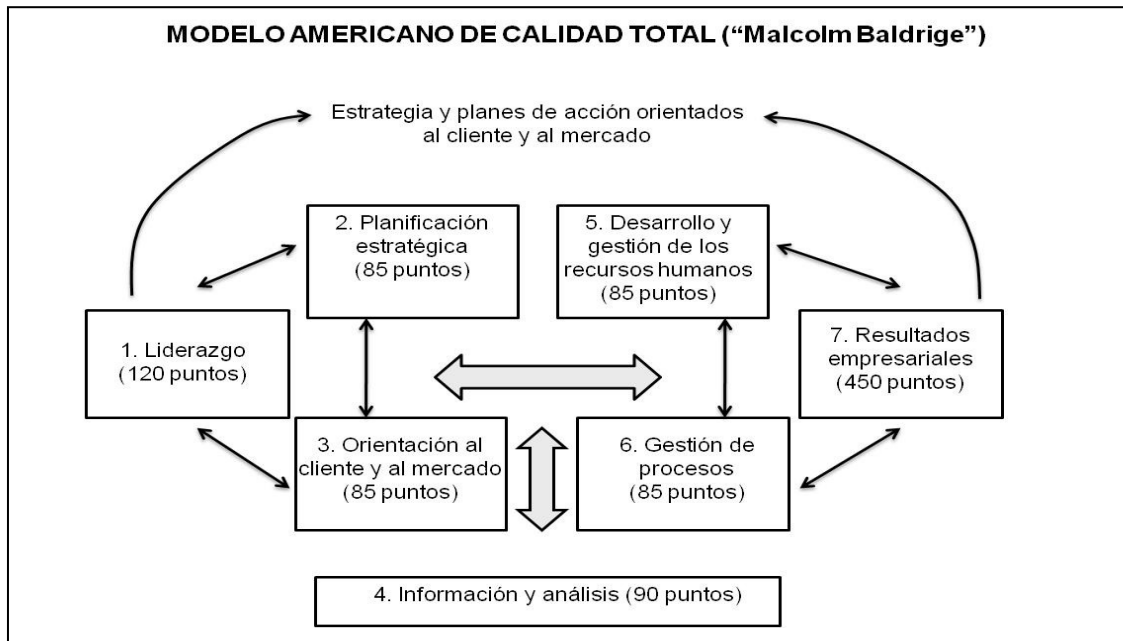 MODELO AMERICANO DE CALIDAD TOTAL (“Malcolm Baldrige”)
Estrategia y planes de acción orientados
al cliente y al mercado
2. Planificación
estratégica
(85 puntos)
5. Desarrollo y
gestión de los
recursos humanos
(85 puntos)
1. Liderazgo
(120 puntos)
7. Resultados
empresariales
(450 puntos)
3. Orientación al
cliente y al mercado
(85 puntos)
6. Gestión de
procesos
(85 puntos)
4. Información y análisis (90 puntos)